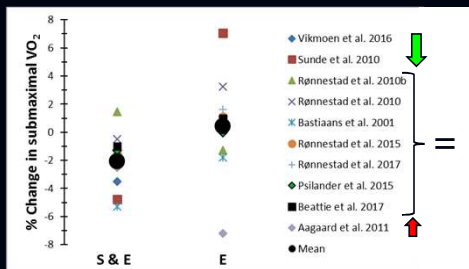 % Change in submaximal VO₂
8
6
4
2
0
-2
-4
-6
-8
S & E
E
Vikmoen et al. 2016
Sunde et al. 2010
Rønnestad et al. 2010b
Rønnestad et al. 2010
Bastiaans et al. 2001
Rønnestad et al. 2015
Rønnestad et al. 2017
Psilander et al. 2015
Beattie et al. 2017
Aagaard et al. 2011
Mean
=